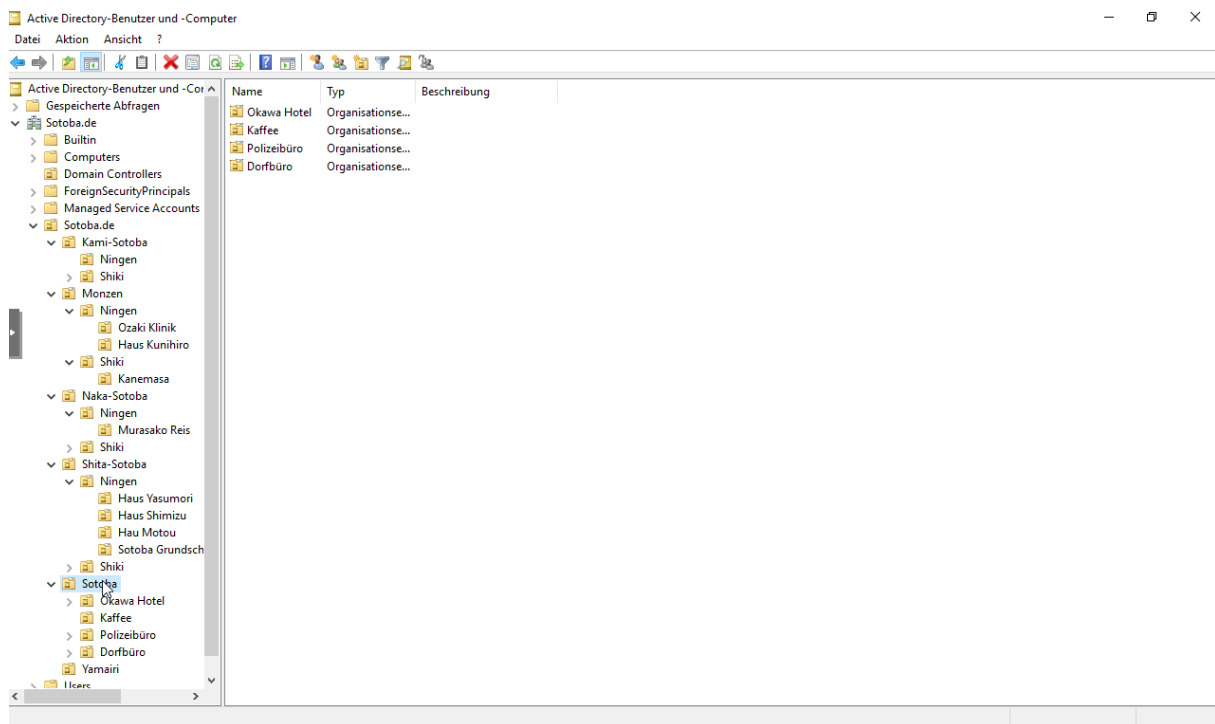 Active Directory-Benutzer und -Computer
Datei Aktion Ansicht ?
Active Directory-Benutzer und -Cor
Gespeicherte Abfragen
Sotoba.de
Builtin
Computers
Domain Controllers
ForeignSecurityPrincipals
Managed Service Accounts
Sotoba.de
Kami-Sotoba
Ningen
Shiki
Monzen
Ningen
Ozaki Klinik
Haus Kunihiro
Shiki
Kanemasa
Naka-Sotoba
Ningen
Murasako Reis
Shiki
Shita-Sotoba
Ningen
Haus Yasumori
Haus Shimizu
Hau Motou
Sotoba Grundsch
Shiki
Sotoba
Okawa Hotel
Kaffee
Polizeibüro
Dorfbüro
Yamairi
Users
Name Typ Beschreibung
Okawa Hotel Organisationse...
Kaffee Organisationse...
Polizeibüro Organisationse...
Dorfbüro Organisationse...